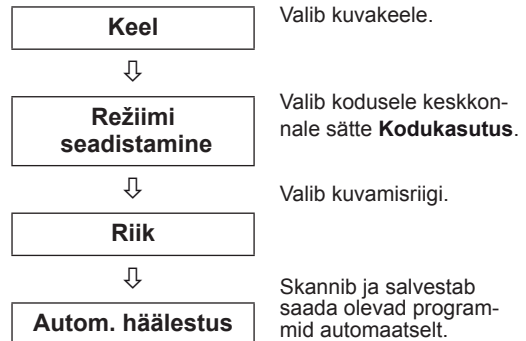 Keel
Valib kuvakeele.
Režiimi
seadistamine
Valib kodusele keskkon-
nale sätte Kodukasutus.
Riik
Valib kuvamisriigi.
Autom. häälestus
Skannib ja salvestab
saada olevad program-
mid automaatselt.